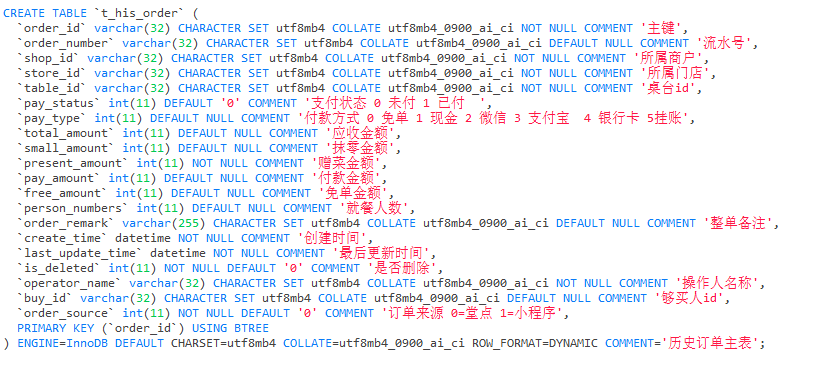 CREATE TABLE `t_his_order` (
  `order_id` varchar(32) CHARACTER SET utf8mb4 COLLATE utf8mb4_0900_ai_ci NOT NULL COMMENT '主键',
  `order_number` varchar(32) CHARACTER SET utf8mb4 COLLATE utf8mb4_0900_ai_ci DEFAULT NULL COMMENT '流水号',
  `shop_id` varchar(32) CHARACTER SET utf8mb4 COLLATE utf8mb4_0900_ai_ci NOT NULL COMMENT '所属商户',
  `store_id` varchar(32) CHARACTER SET utf8mb4 COLLATE utf8mb4_0900_ai_ci NOT NULL COMMENT '所属门店',
  `table_id` varchar(32) CHARACTER SET utf8mb4 COLLATE utf8mb4_0900_ai_ci NOT NULL COMMENT '桌台id',
  `pay_status` int(11) DEFAULT '0' COMMENT '支付状态 0 未付 1 已付  ',
  `pay_type` int(11) DEFAULT NULL COMMENT '付款方式 0 免单 1 现金 2 微信 3 支付宝  4 银行卡 5挂账',
  `total_amount` int(11) DEFAULT NULL COMMENT '应收金额',
  `small_amount` int(11) DEFAULT NULL COMMENT '抹零金额',
  `present_amount` int(11) NOT NULL COMMENT '赠菜金额',
  `pay_amount` int(11) DEFAULT NULL COMMENT '付款金额',
  `free_amount` int(11) DEFAULT NULL COMMENT '免单金额',
  `person_numbers` int(11) DEFAULT NULL COMMENT '就餐人数',
  `order_remark` varchar(255) CHARACTER SET utf8mb4 COLLATE utf8mb4_0900_ai_ci DEFAULT NULL COMMENT '整单备注',
  `create_time` datetime NOT NULL COMMENT '创建时间',
  `last_update_time` datetime NOT NULL COMMENT '最后更新时间',
  `is_deleted` int(11) NOT NULL DEFAULT '0' COMMENT '是否删除',
  `operator_name` varchar(32) CHARACTER SET utf8mb4 COLLATE utf8mb4_0900_ai_ci NOT NULL COMMENT '操作人名称',
  `buy_id` varchar(32) CHARACTER SET utf8mb4 COLLATE utf8mb4_0900_ai_ci DEFAULT NULL COMMENT '够买人id',
  `order_source` int(11) NOT NULL DEFAULT '0' COMMENT '订单来源 0=堂点 1=小程序',
  PRIMARY KEY (`order_id`) USING BTREE
) ENGINE=InnoDB DEFAULT CHARSET=utf8mb4 COLLATE=utf8mb4_0900_ai_ci ROW_FORMAT=DYNAMIC COMMENT='历史订单主表';